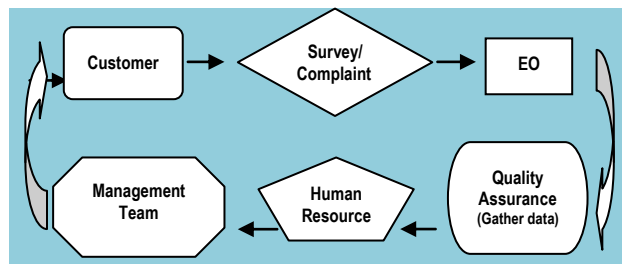 Customer
Survey/
Complaint
EO
Management
Team
Human
Resource
Quality
Assurance
(Gather data)